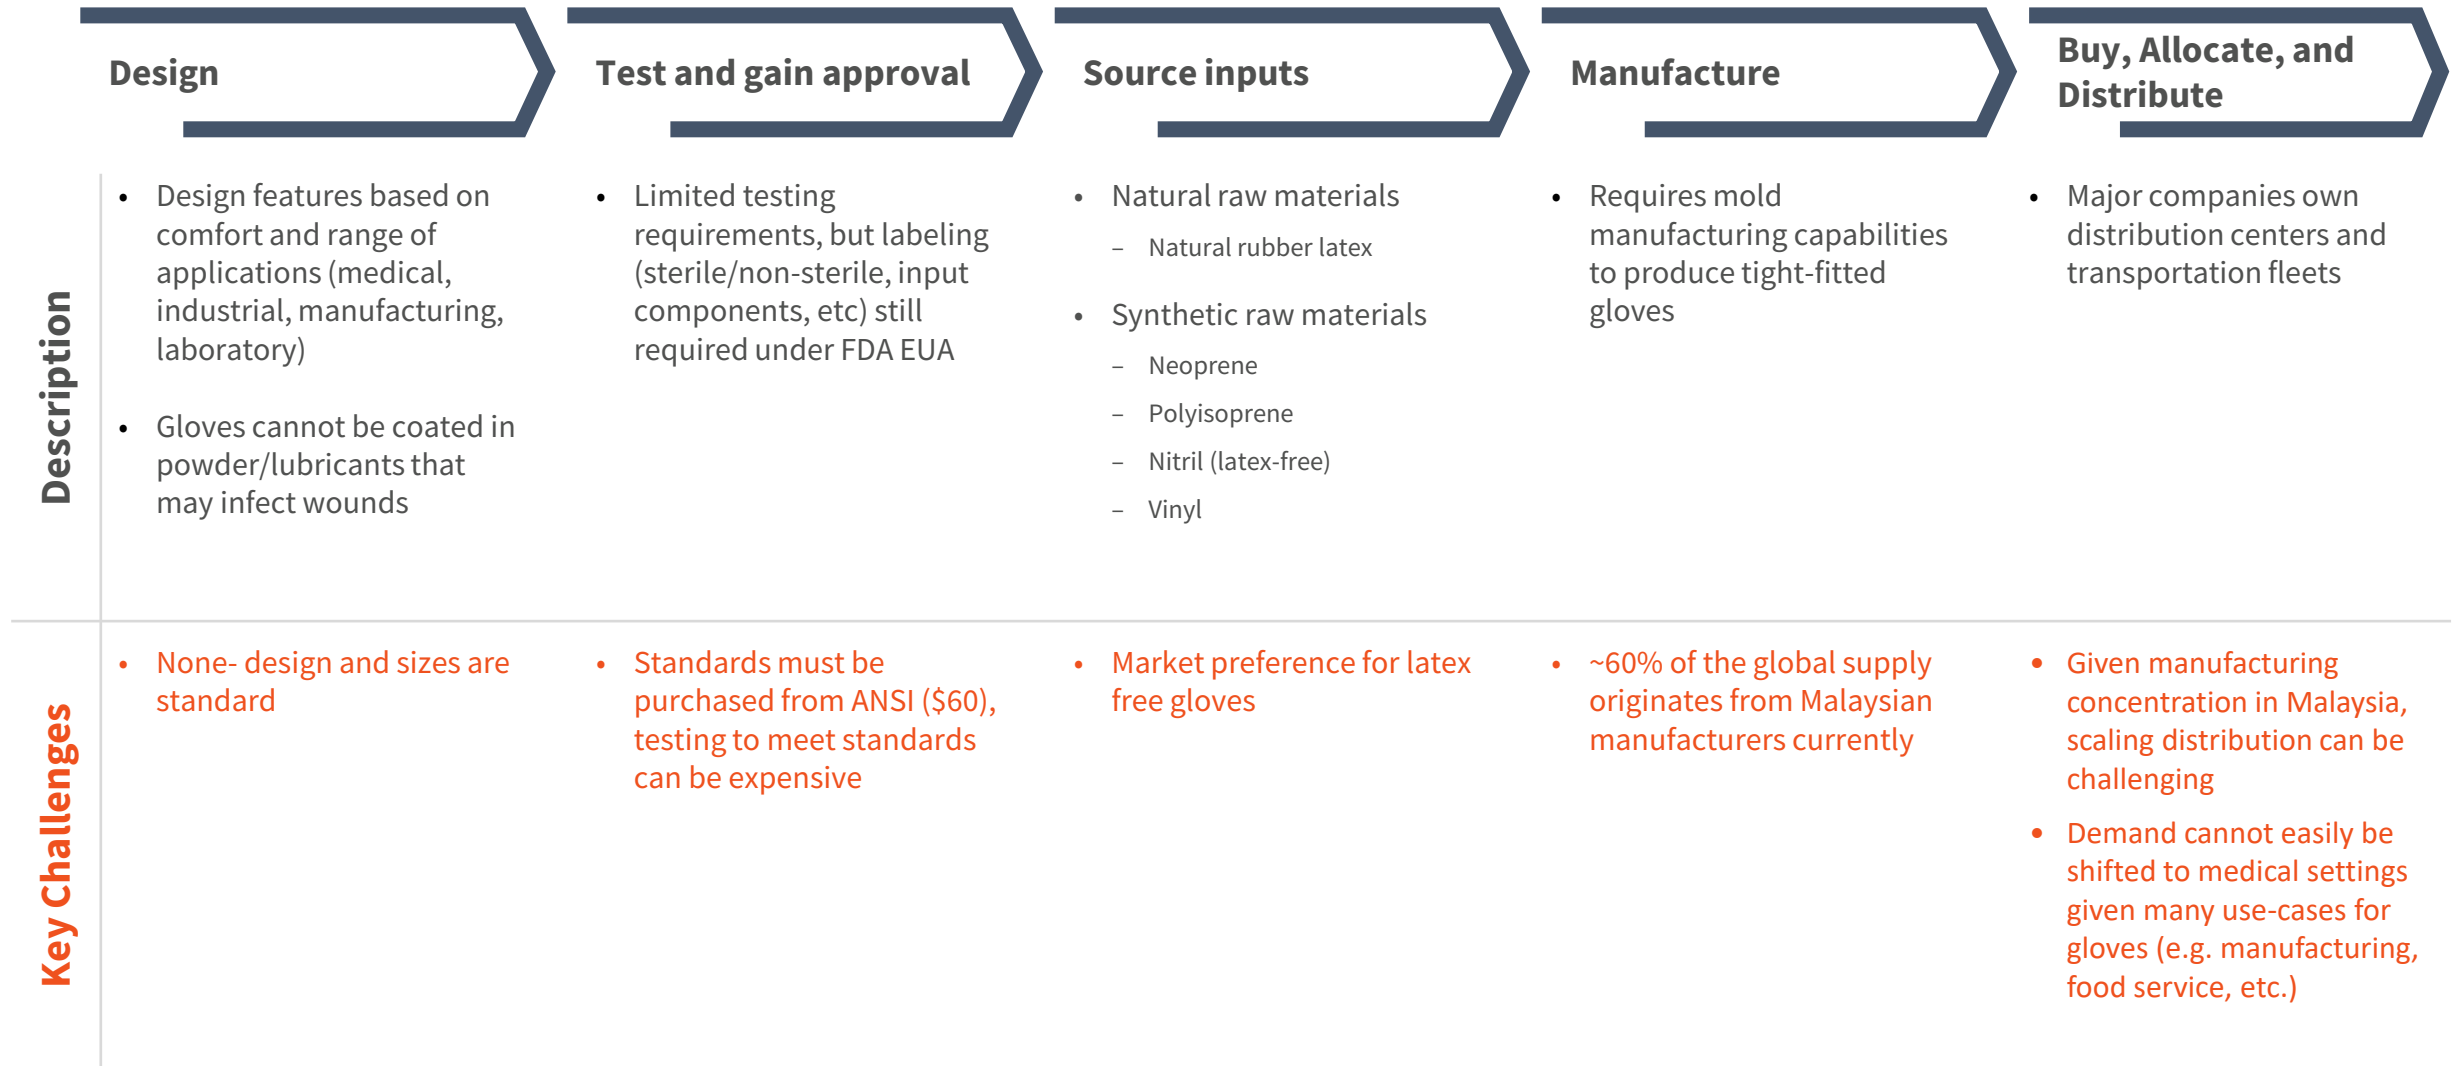 Design
Test and gain approval
Source inputs
Manufacture
Buy, Allocate, and
Distribute
Description
• Design features based on
comfort and range of
applications (medical,
industrial, manufacturing,
laboratory)
• Gloves cannot be coated in
powder/lubricants that
may infect wounds
• Limited testing
requirements, but labeling
(sterile/non-sterile, input
components, etc) still
required under FDA EUA
• Natural raw materials
– Natural rubber latex
• Synthetic raw materials
– Neoprene
– Polyisoprene
– Nitril (latex-free)
– Vinyl
• Requires mold
manufacturing capabilities
to produce tight-fitted
gloves
• Major companies own
distribution centers and
transportation fleets
Key Challenges
• None- design and sizes are
standard
• Standards must be
purchased from ANSI ($60),
testing to meet standards
can be expensive
• Market preference for latex
free gloves
• ~60% of the global supply
originates from Malaysian
manufacturers currently
• Given manufacturing
concentration in Malaysia,
scaling distribution can be
challenging
• Demand cannot easily be
shifted to medical settings
given many use-cases for
gloves (e.g. manufacturing,
food service, etc.)